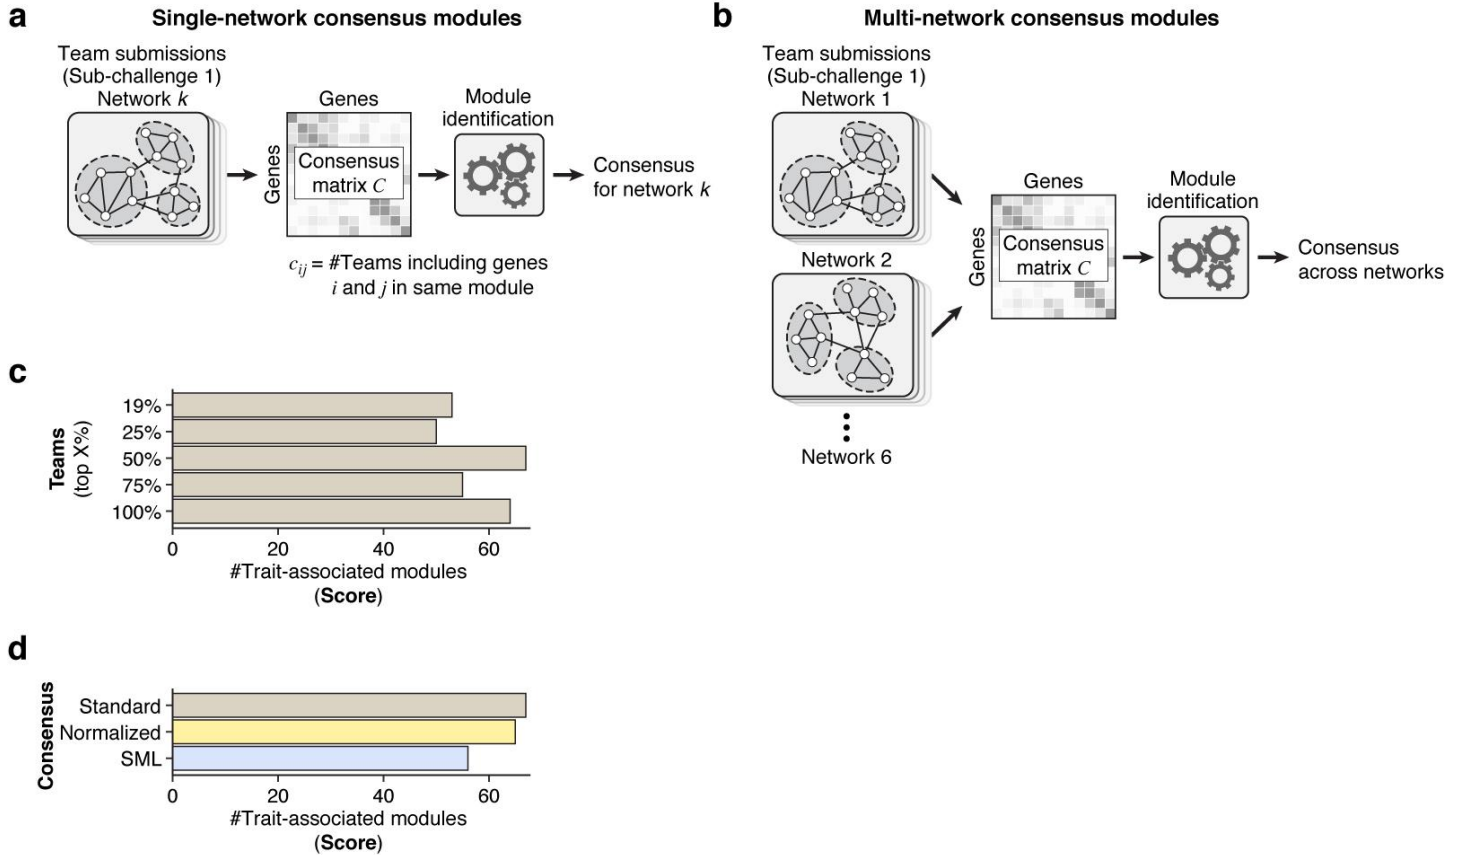 a
Single-network consensus modules
Team submissions
(Sub-challenge 1)
Network k
Genes
Genes
Consensus
matrix C
Module
identification
Consensus
for network k
cij = #Teams including genes
i and j in same module
b
Multi-network consensus modules
Team submissions
(Sub-challenge 1)
Network 1
Network 2
Network 6
Genes
Genes
Consensus
matrix C
Module
identification
Consensus
across networks
c
Teams
(top X%)
19%
25%
50%
75%
100%
0 20 40 60
#Trait-associated modules
(Score)
d
Consensus
Standard
Normalized
SML
0 20 40 60
#Trait-associated modules
(Score)